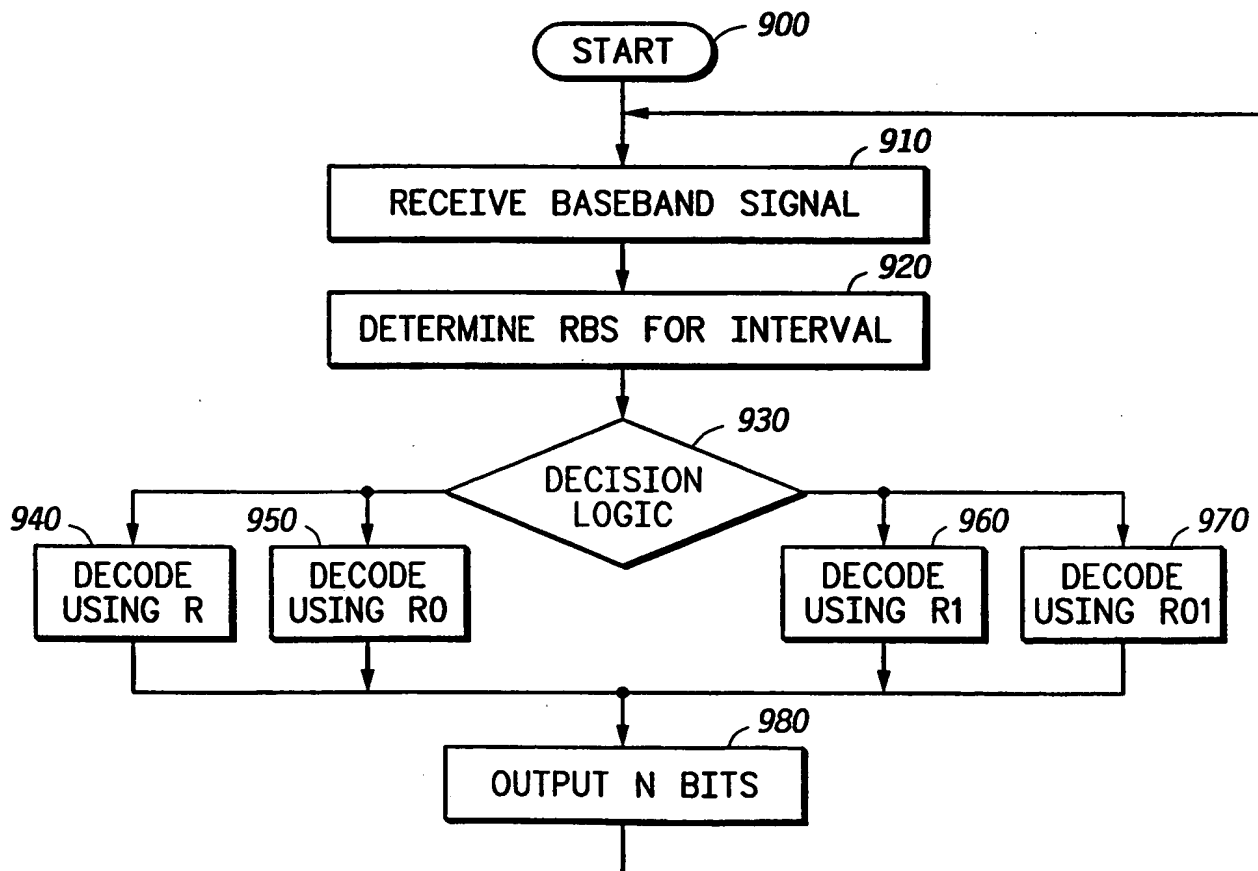 START
900
910
RECEIVE BASEBAND SIGNAL
920
DETERMINE RBS FOR INTERVAL
930
DECISION
LOGIC
940
DECODE
USING R
950
DECODE
USING R0
960
DECODE
USING R1
970
DECODE
USING R01
980
OUTPUT N BITS